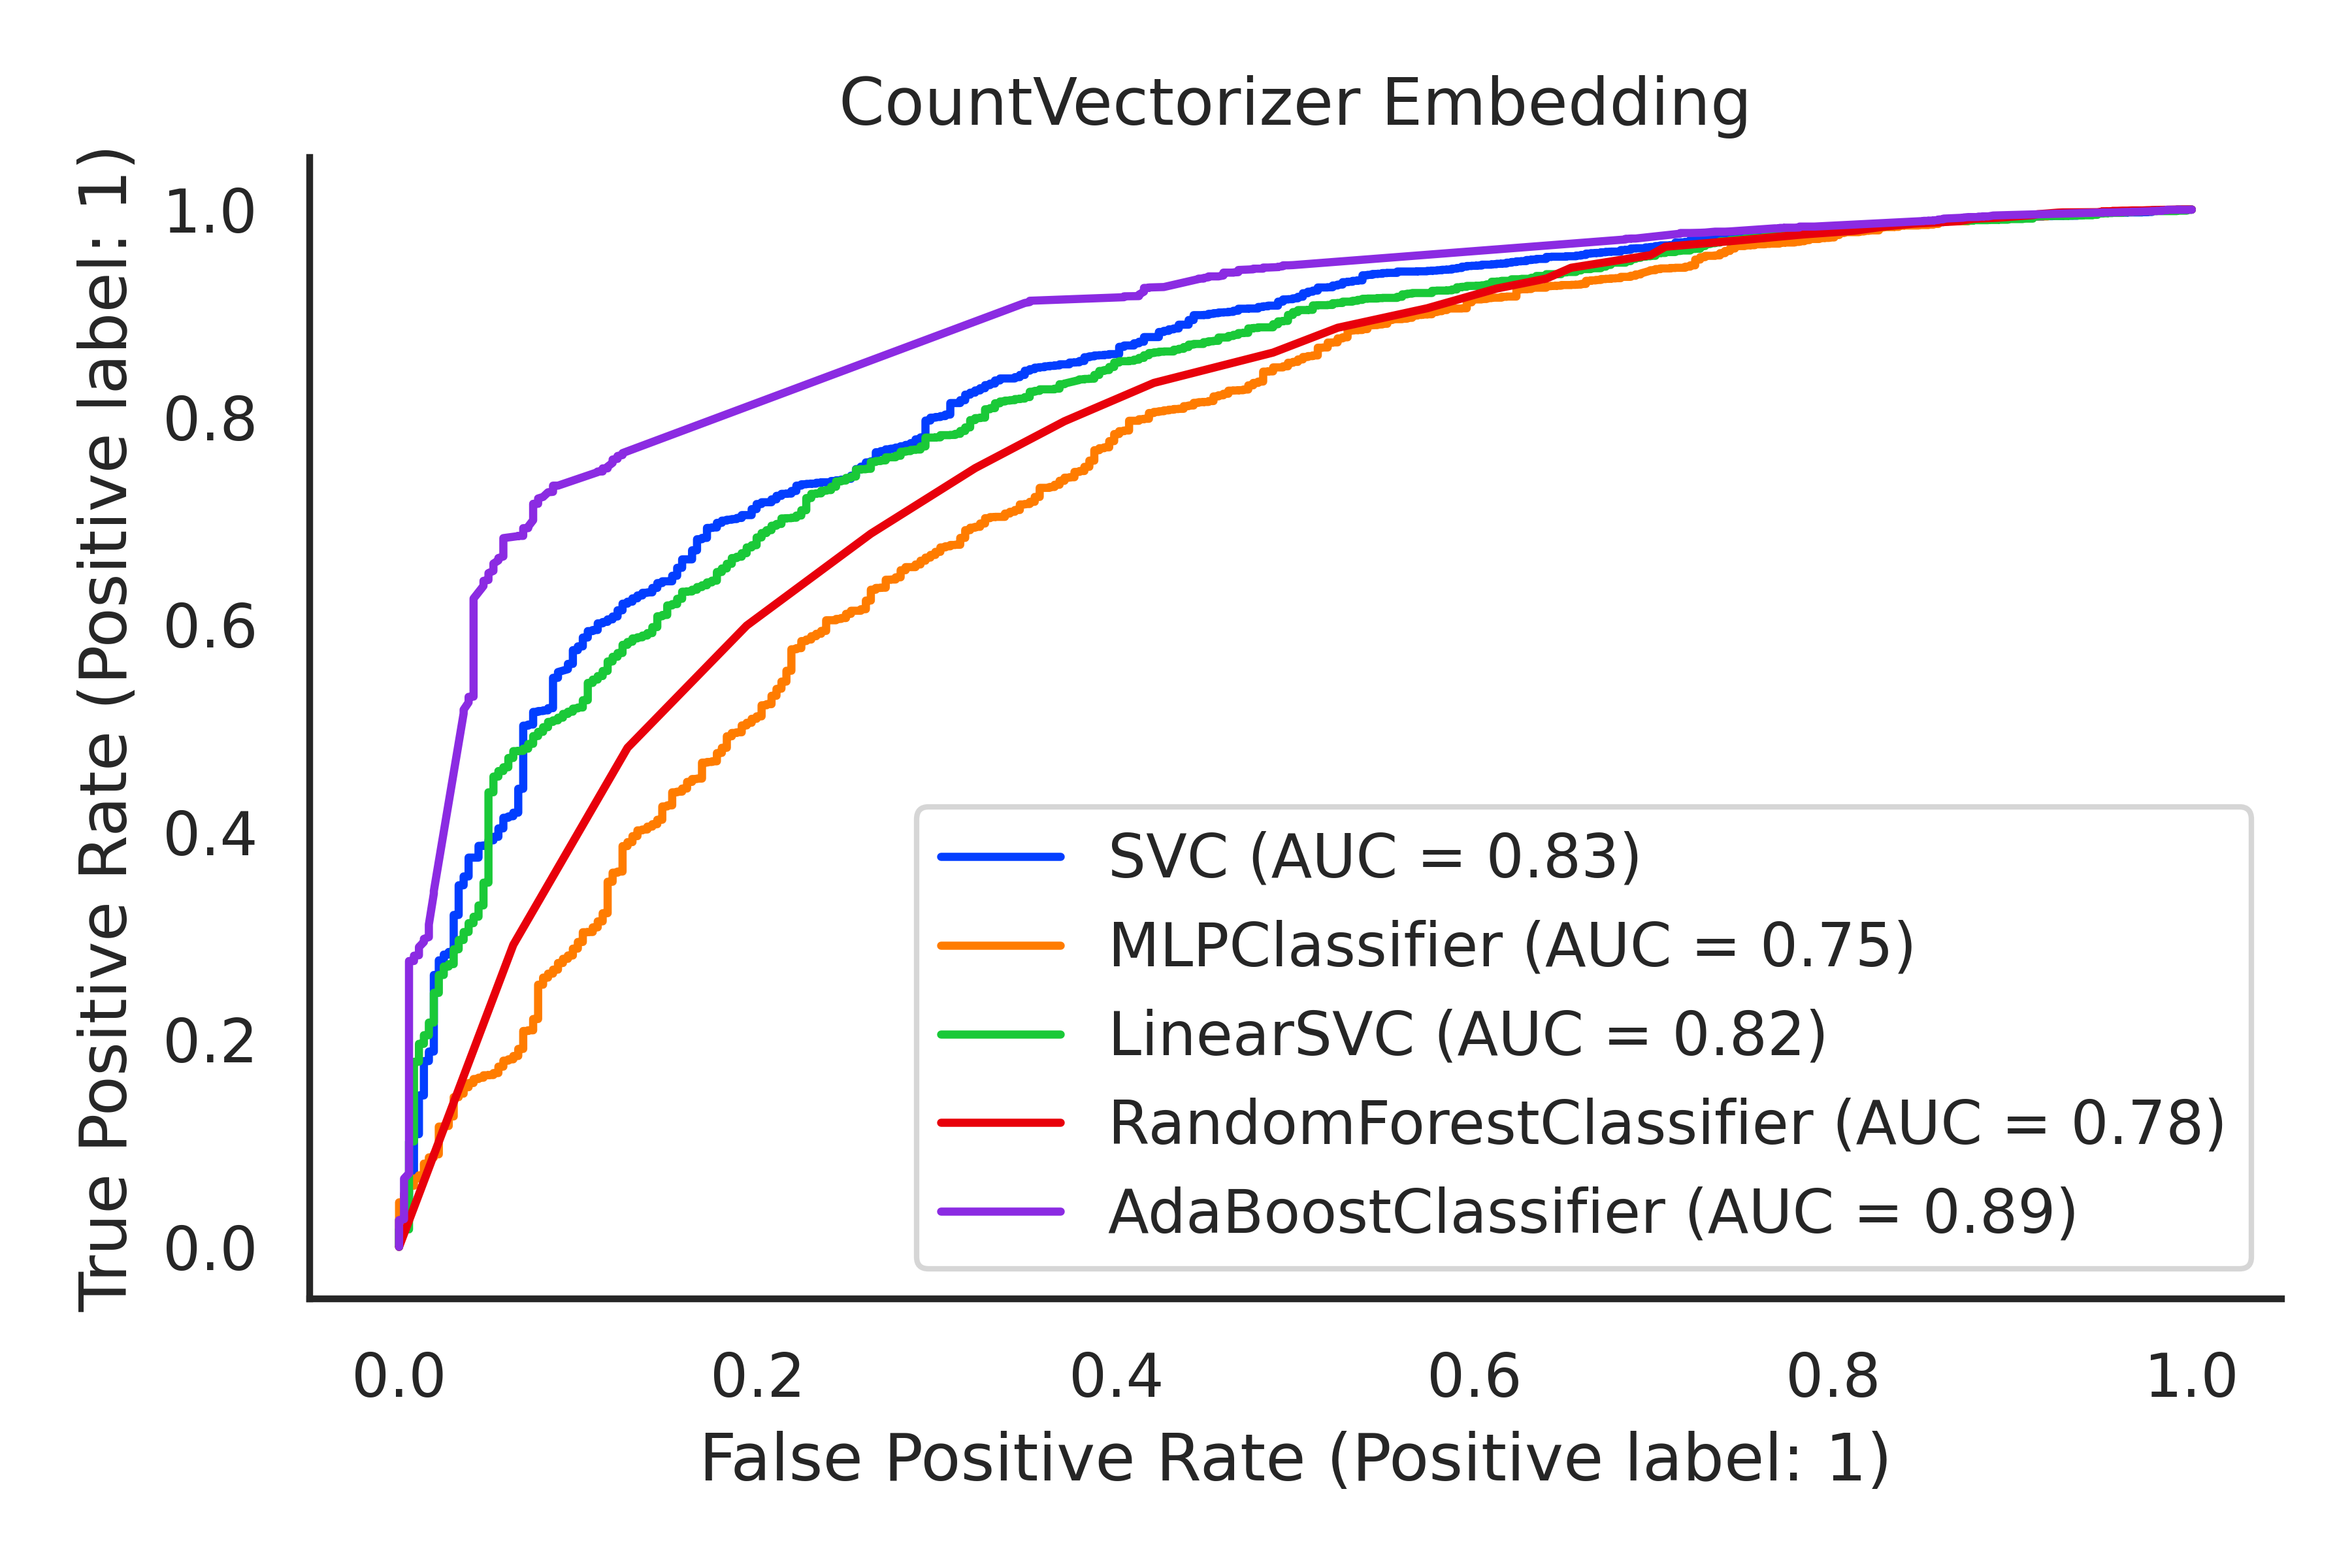 CountVectorizer Embedding
True Positive Rate (Positive label: 1)
1.0
0.8
0.6
0.4
0.2
0.0
SVC (AUC = 0.83)
MLPClassifier (AUC = 0.75)
LinearSVC (AUC = 0.82)
RandomForestClassifier (AUC = 0.78)
AdaBoostClassifier (AUC = 0.89)
0.0 0.2 0.4 0.6 0.8 1.0
False Positive Rate (Positive label: 1)